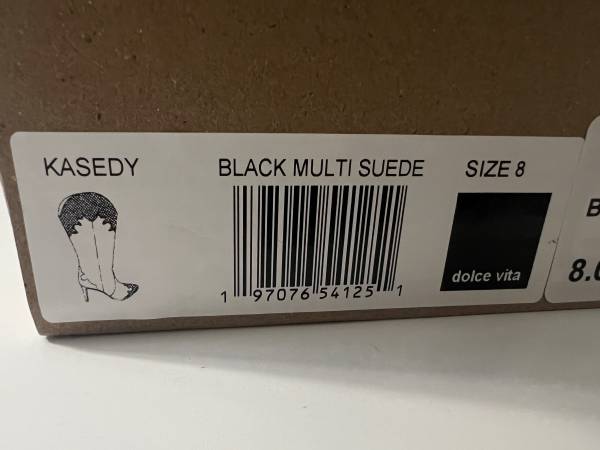 KASEDY
BLACK MULTI SUEDE
SIZE 8
1 97076 54125 1
dolce vita